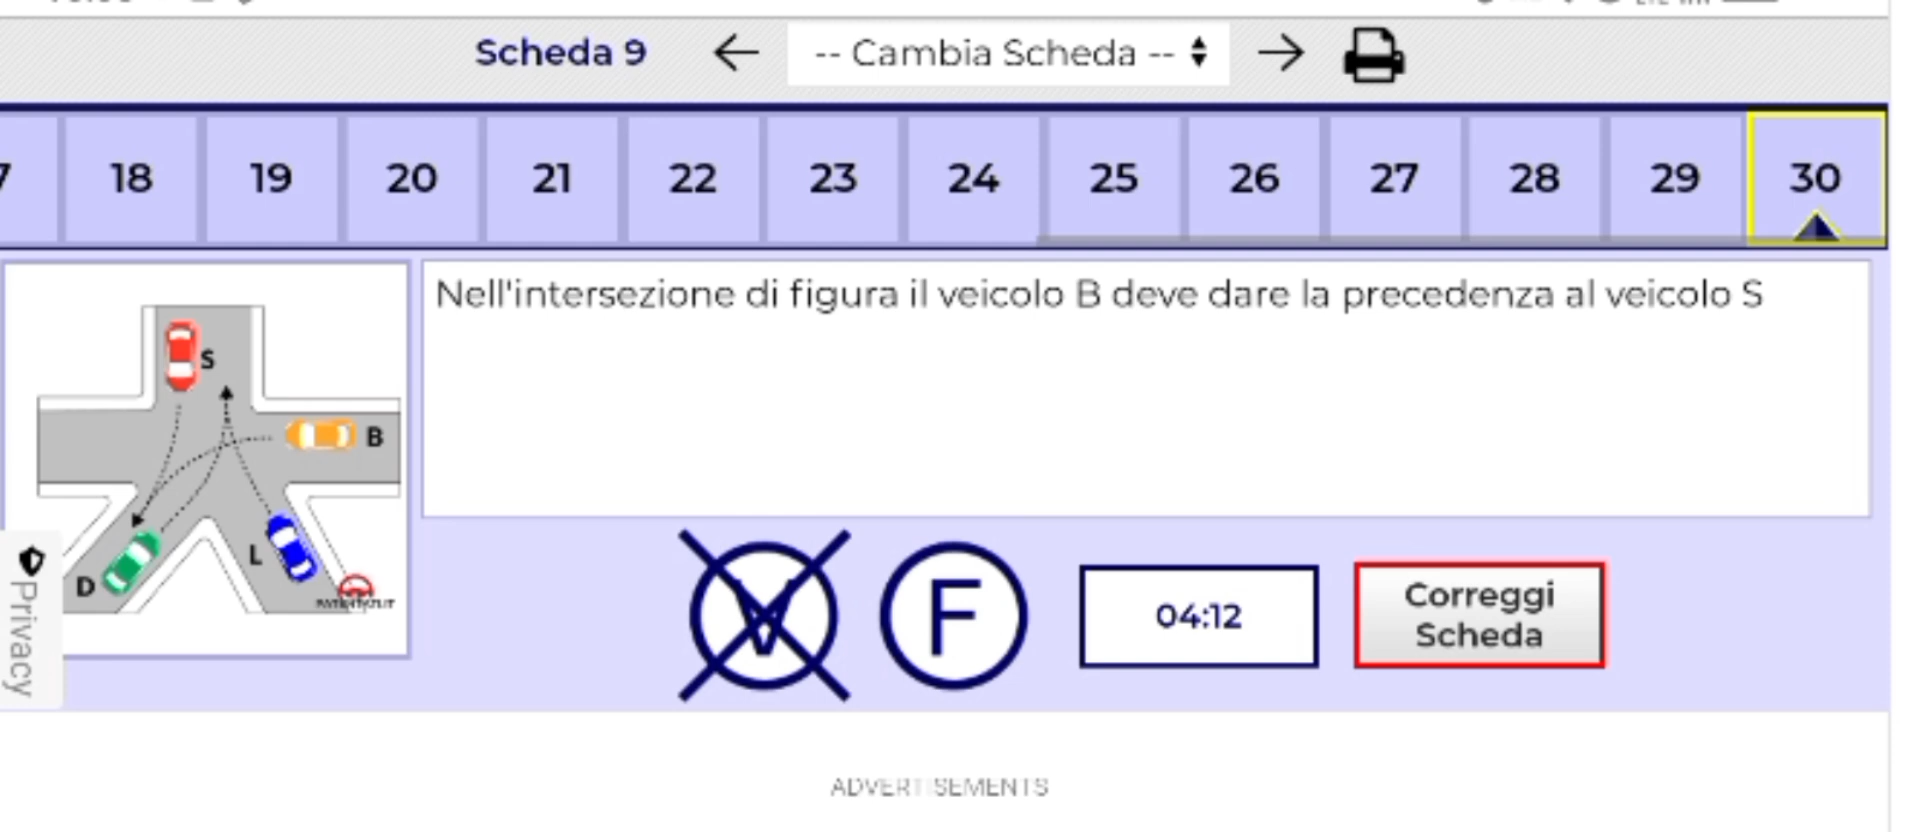 Scheda 9
-- Cambia Scheda --
18 19 20 21 22 23 24 25 26 27 28 29 30
Nell'intersezione di figura il veicolo B deve dare la precedenza al veicolo S
S
B
L
D
V F 04:12 Correggi
Scheda
Privacy
ADVERTISEMENTS